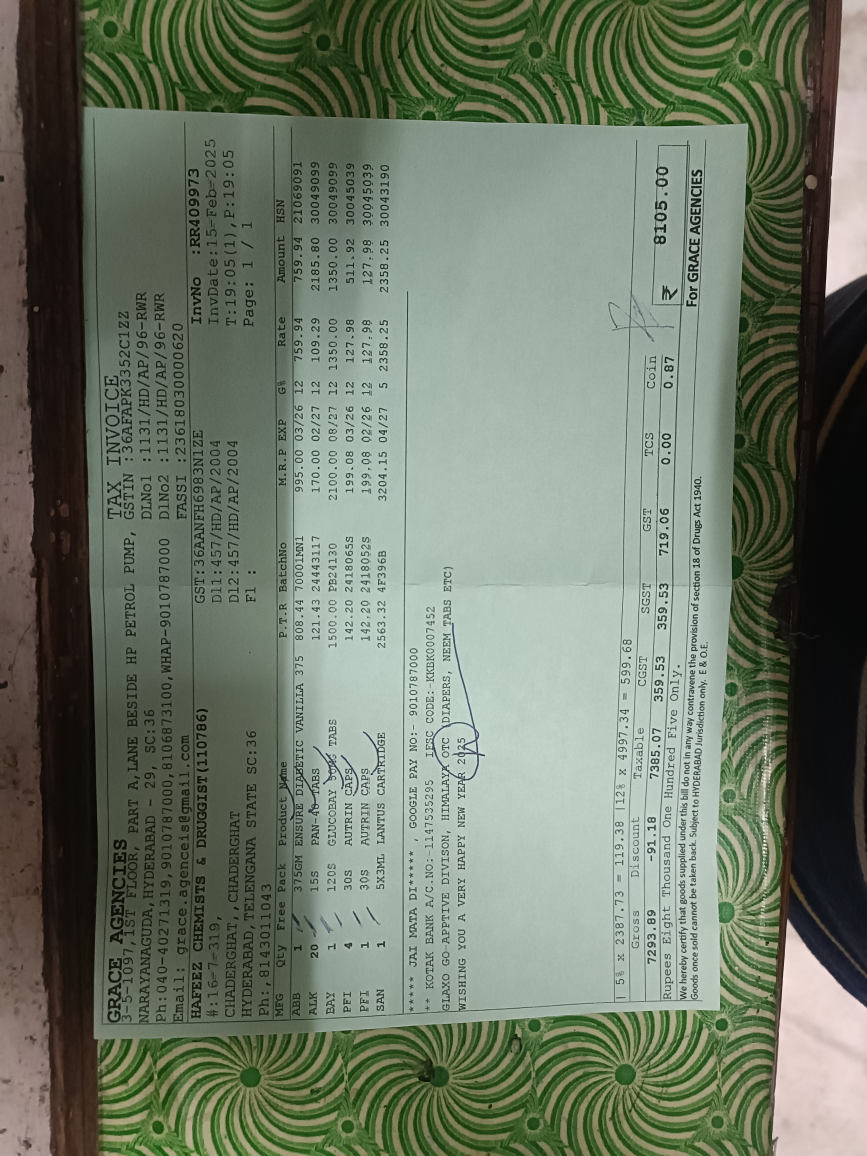 TAX INVOICE
GRACE AGENCIES
3-5-1097,1ST FLOOR, PART A,LANE BESIDE HP PETROL PUMP, GSTIN :36AFAPK3352C1ZZ
NARAYANAGUDA,HYDERABAD - 29, SC:36 DLNo1 :1131/HD/AP/96-RWR
Ph:040-40271319,9010787000,8106873100,WHAP-9010787000 DlNo2 :1131/HD/AP/96-RWR
Email: grace.agenceis@gmail.com FASSI :23618030000620
HAFEEZ CHEMISTS & DRUGGIST(110786) GST:36AANFH6983N1ZE InvNo :RR409973
#:16-7-319, Dl1:457/HD/AP/2004 InvDate:15-Feb-2025
CHADERGHAT,,CHADERGHAT Dl2:457/HD/AP/2004 T:19:05(1),P:19:05
HYDERABAD,TELENGANA STATE SC:36 Fl : Page: 1 / 1
Ph:,8143011043
MFG Qty Free Pack Product Name P.T.R BatchNo M.R.P EXP G% Rate Amount HSN
ABB 1 375GM ENSURE DIABETIC VANILLA 375 808.44 70001MN1 995.00 03/26 12 759.94 759.94 21069091
ALK 20 15S PAN-40 TABS 121.43 24443117 170.00 02/27 12 109.29 2185.80 30049099
BAY 1 120S GLUCOBAY 50MG TABS 1500.00 PB24130 2100.00 08/27 12 1350.00 1350.00 30049099
PFI 4 30S AUTRIN CAPS 142.20 2418065S 199.08 03/26 12 127.98 511.92 30045039
PFI 1 30S AUTRIN CAPS 142.20 2418052S 199.08 02/26 12 127.98 127.98 30045039
SAN 1 5X3ML LANTUS CARTRIDGE 2563.32 4F396B 3204.15 04/27 5 2358.25 2358.25 30043190
***** JAI MATA DI***** , GOOGLE PAY NO:- 9010787000
** KOTAK BANK A/C.NO:-1147535295 IFSC CODE:-KKBK0007452
GLAXO GO-APPTIVE DIVISON, HIMALAYA OTC (DIAPERS, NEEM TABS ETC)
WISHING YOU A VERY HAPPY NEW YEAR 2025
| 5% x 2387.73 = 119.38 |12% x 4997.34 = 599.68
Gross Discount Taxable CGST SGST GST TCS Coin
7293.89 -91.18 7385.07 359.53 359.53 719.06 0.00 0.87
₹ 8105.00
Rupees Eight Thousand One Hundred Five Only.
We hereby certify that goods supplied under this bill do not in any way contravene the provision of section 18 of Drugs Act 1940.
Goods once sold cannot be taken back. Subject to HYDERABAD Jurisdiction only. E & O.E.
For GRACE AGENCIES